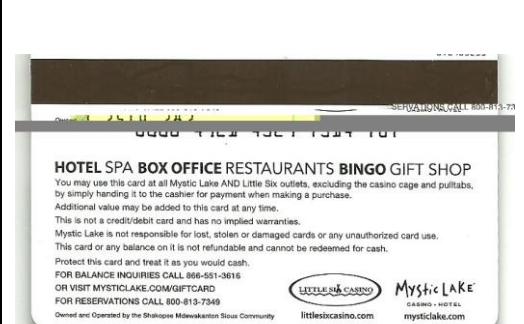 SERVATIONS CALL 800-813-73
HOTEL SPA BOX OFFICE RESTAURANTS BINGO GIFT SHOP
You may use this card at all Mystic Lake AND Little Six outlets, excluding the casino cage and pulltabs,
by simply handing it to the cashier for payment when making a purchase.
Additional value may be added to this card at any time.
This is not a credit/debit card and has no implied warranties.
Mystic Lake is not responsible for lost, stolen or damaged cards or any unauthorized card use.
This card or any balance on it is not refundable and cannot be redeemed for cash.
Protect this card and treat it as you would cash.
FOR BALANCE INQUIRIES CALL 866-551-3616
OR VISIT MYSTICLAKE.COM/GIFTCARD
FOR RESERVATIONS CALL 800-813-7349
Owned and Operated by the Shakopee Mdewakanton Sioux Community
LITTLE SIX CASINO
littlesixcasino.com
Mystic LAKE
CASINO • HOTEL
mysticlake.com